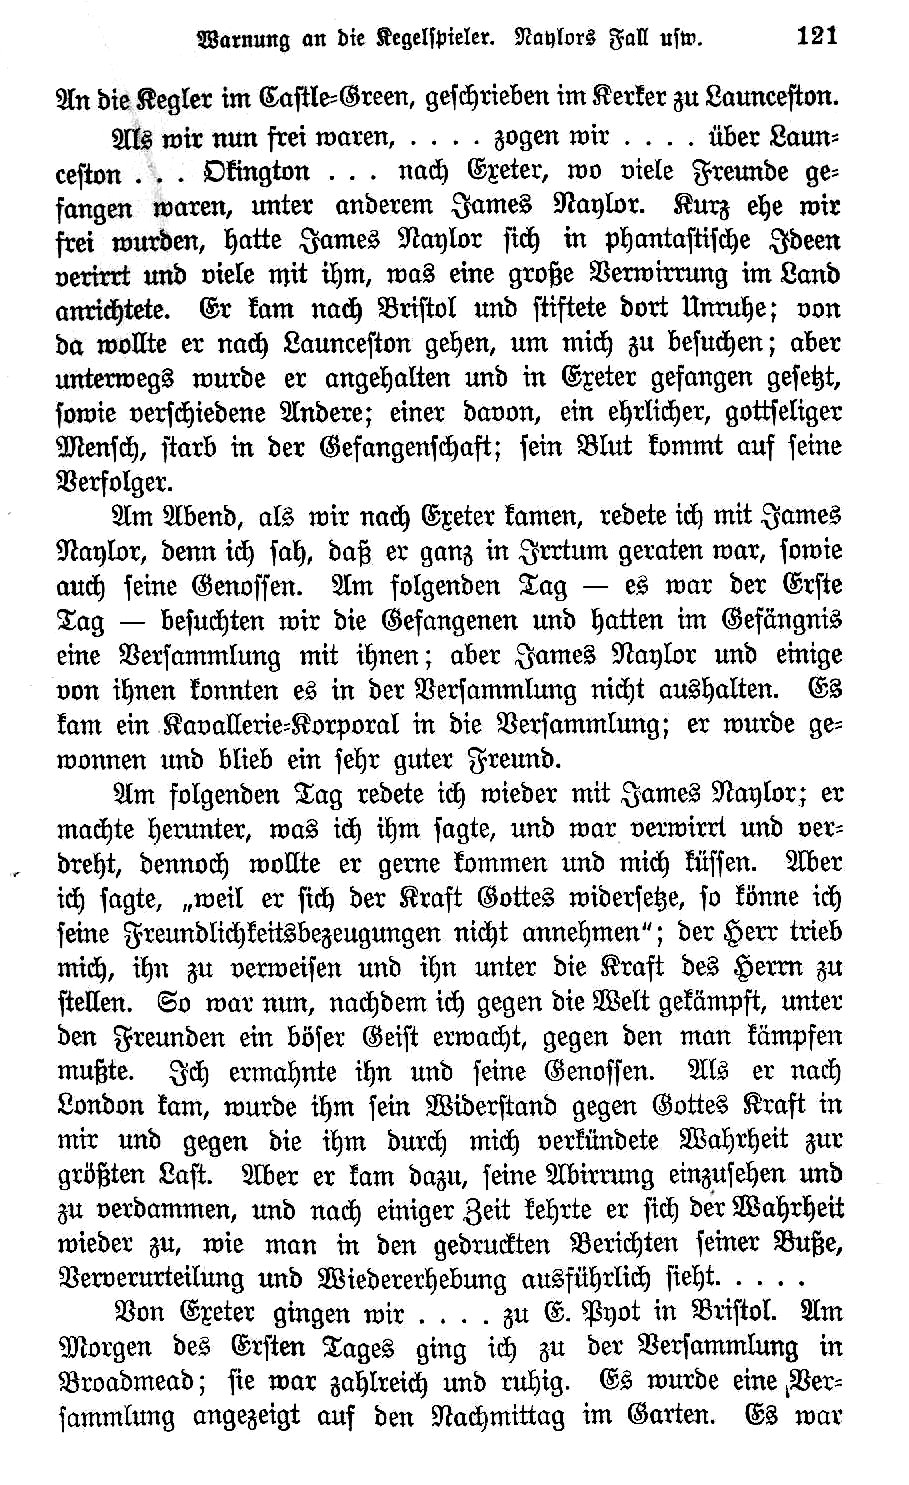 Warnung an die Kegelspieler. Naylors Fall usw. 121
An die Kegler im Castle-Green, geschrieben im Kerker zu Launceston.
Als wir nun frei waren, . . . . zogen wir . . . . über Laun-
ceston . . . Okington . . . nach Exeter, wo viele Freunde ge-
fangen waren, unter anderem James Naylor. Kurz ehe wir
frei wurden, hatte James Naylor sich in phantastische Ideen
verirrt und viele mit ihm, was eine große Verwirrung im Land
anrichtete. Er kam nach Bristol und stiftete dort Unruhe; von
da wollte er nach Launceston gehen, um mich zu besuchen; aber
unterwegs wurde er angehalten und in Exeter gefangen gesetzt,
sowie verschiedene Andere; einer davon, ein ehrlicher, gottseliger
Mensch, starb in der Gefangenschaft; sein Blut kommt auf seine
Verfolger.
Am Abend, als wir nach Exeter kamen, redete ich mit James
Naylor, denn ich sah, daß er ganz in Irrtum geraten war, sowie
auch seine Genossen. Am folgenden Tag — es war der Erste
Tag — besuchten wir die Gefangenen und hatten im Gefängnis
eine Versammlung mit ihnen; aber James Naylor und einige
von ihnen konnten es in der Versammlung nicht aushalten. Es
kam ein Kavallerie-Korporal in die Versammlung; er wurde ge-
wonnen und blieb ein sehr guter Freund.
Am folgenden Tag redete ich wieder mit James Naylor; er
machte herunter, was ich ihm sagte, und war verwirrt und ver-
dreht, dennoch wollte er gerne kommen und mich küssen. Aber
ich sagte, „weil er sich der Kraft Gottes widersetze, so könne ich
seine Freundlichkeitsbezeugungen nicht annehmen“; der Herr trieb
mich, ihn zu verweisen und ihn unter die Kraft des Herrn zu
stellen. So war nun, nachdem ich gegen die Welt gekämpft, unter
den Freunden ein böser Geist erwacht, gegen den man kämpfen
mußte. Ich ermahnte ihn und seine Genossen. Als er nach
London kam, wurde ihm sein Widerstand gegen Gottes Kraft in
mir und gegen die ihm durch mich verkündete Wahrheit zur
größten Last. Aber er kam dazu, seine Abirrung einzusehen und
zu verdammen, und nach einiger Zeit kehrte er sich der Wahrheit
wieder zu, wie man in den gedruckten Berichten seiner Buße,
Ververurteilung und Wiedererhebung ausführlich sieht. . . . .
Von Exeter gingen wir . . . . zu E. Pyot in Bristol. Am
Morgen des Ersten Tages ging ich zu der Versammlung in
Broadmead; sie war zahlreich und ruhig. Es wurde eine Ver-
sammlung angezeigt auf den Nachmittag im Garten. Es war